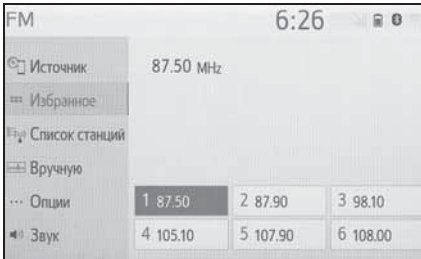 FM 6:26
Источник 87.50 MHz
Избранное
Список станций
Вручную
Опции 1 87.50 2 87.90 3 98.10
Звук 4 105.10 5 107.90 6 108.00